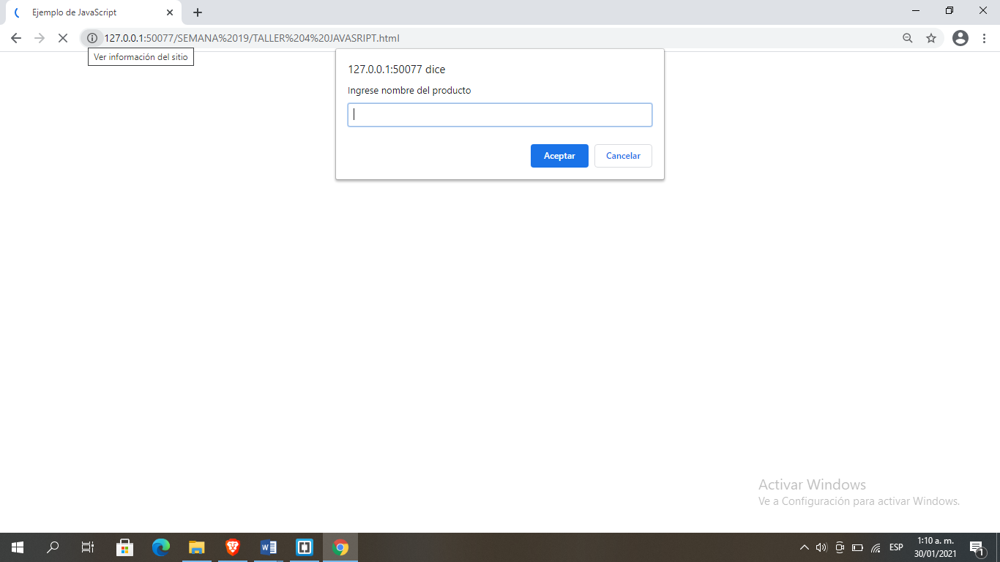 Ejemplo de JavaScript
127.0.0.1:50077/SEMANA%2019/TALLER%204%20JAVASRIPT.html
Ver información del sitio
127.0.0.1:50077 dice
Ingrese nombre del producto
Aceptar
Cancelar
Activar Windows
Ve a Configuración para activar Windows.
ESP
1:10 a. m.
30/01/2021
1